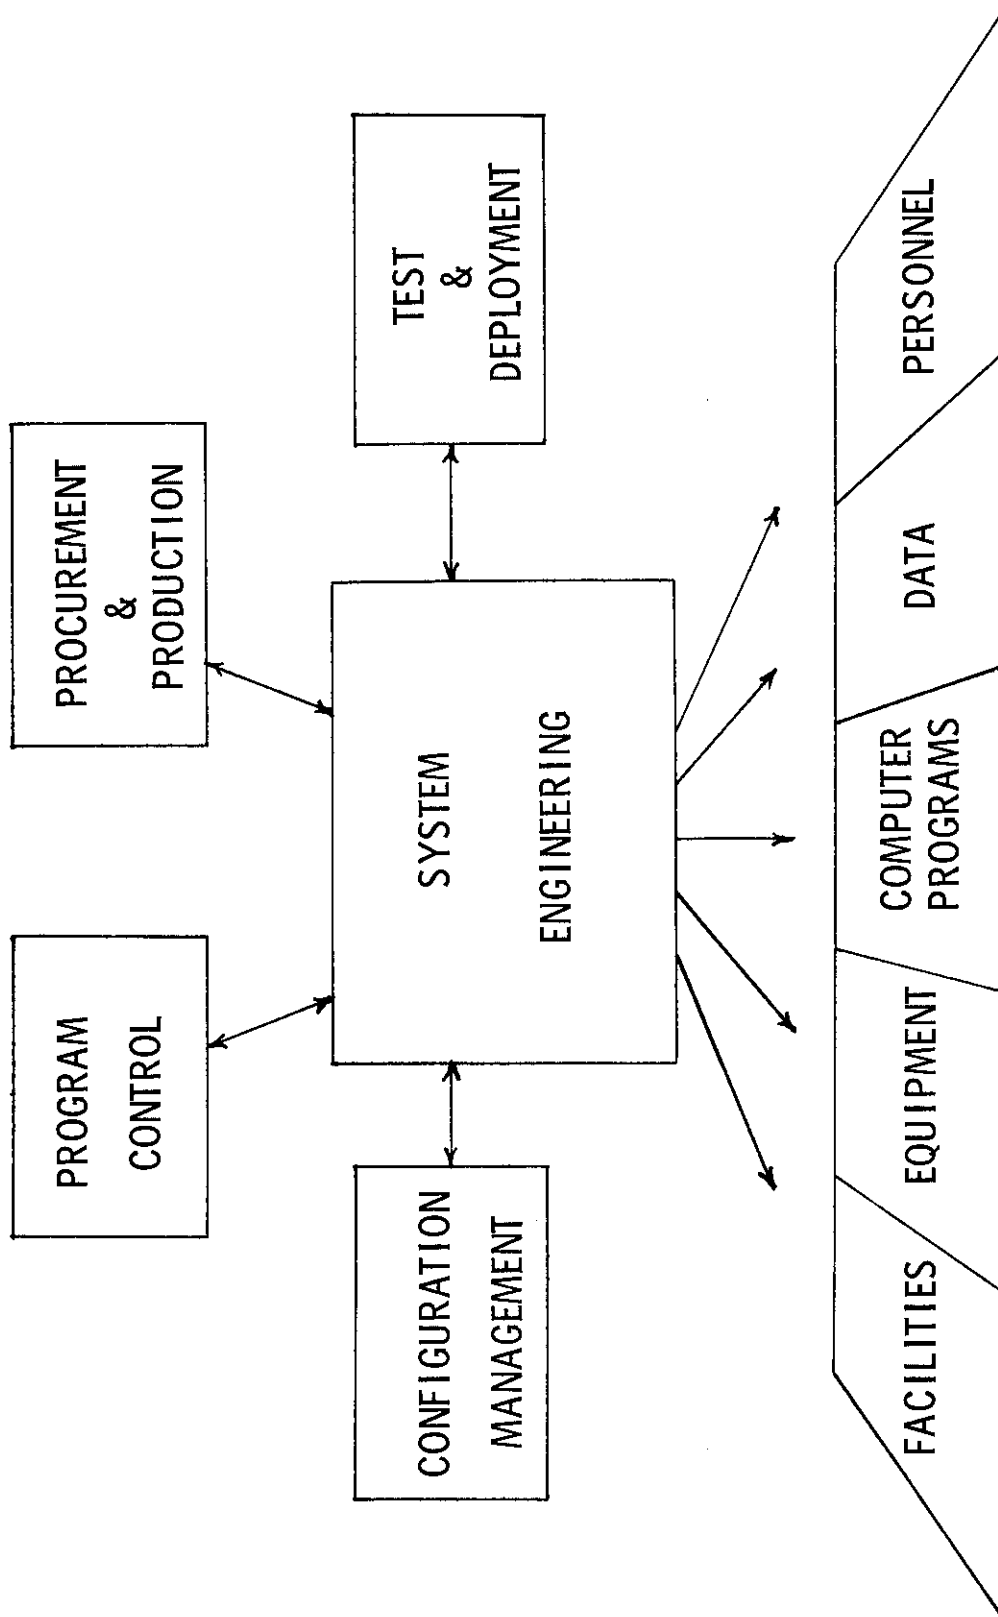 PROGRAM
CONTROL
PROCUREMENT
&
PRODUCTION
CONFIGURATION
MANAGEMENT
SYSTEM
ENGINEERING
TEST
&
DEPLOYMENT
FACILITIES
EQUIPMENT
COMPUTER
PROGRAMS
DATA
PERSONNEL